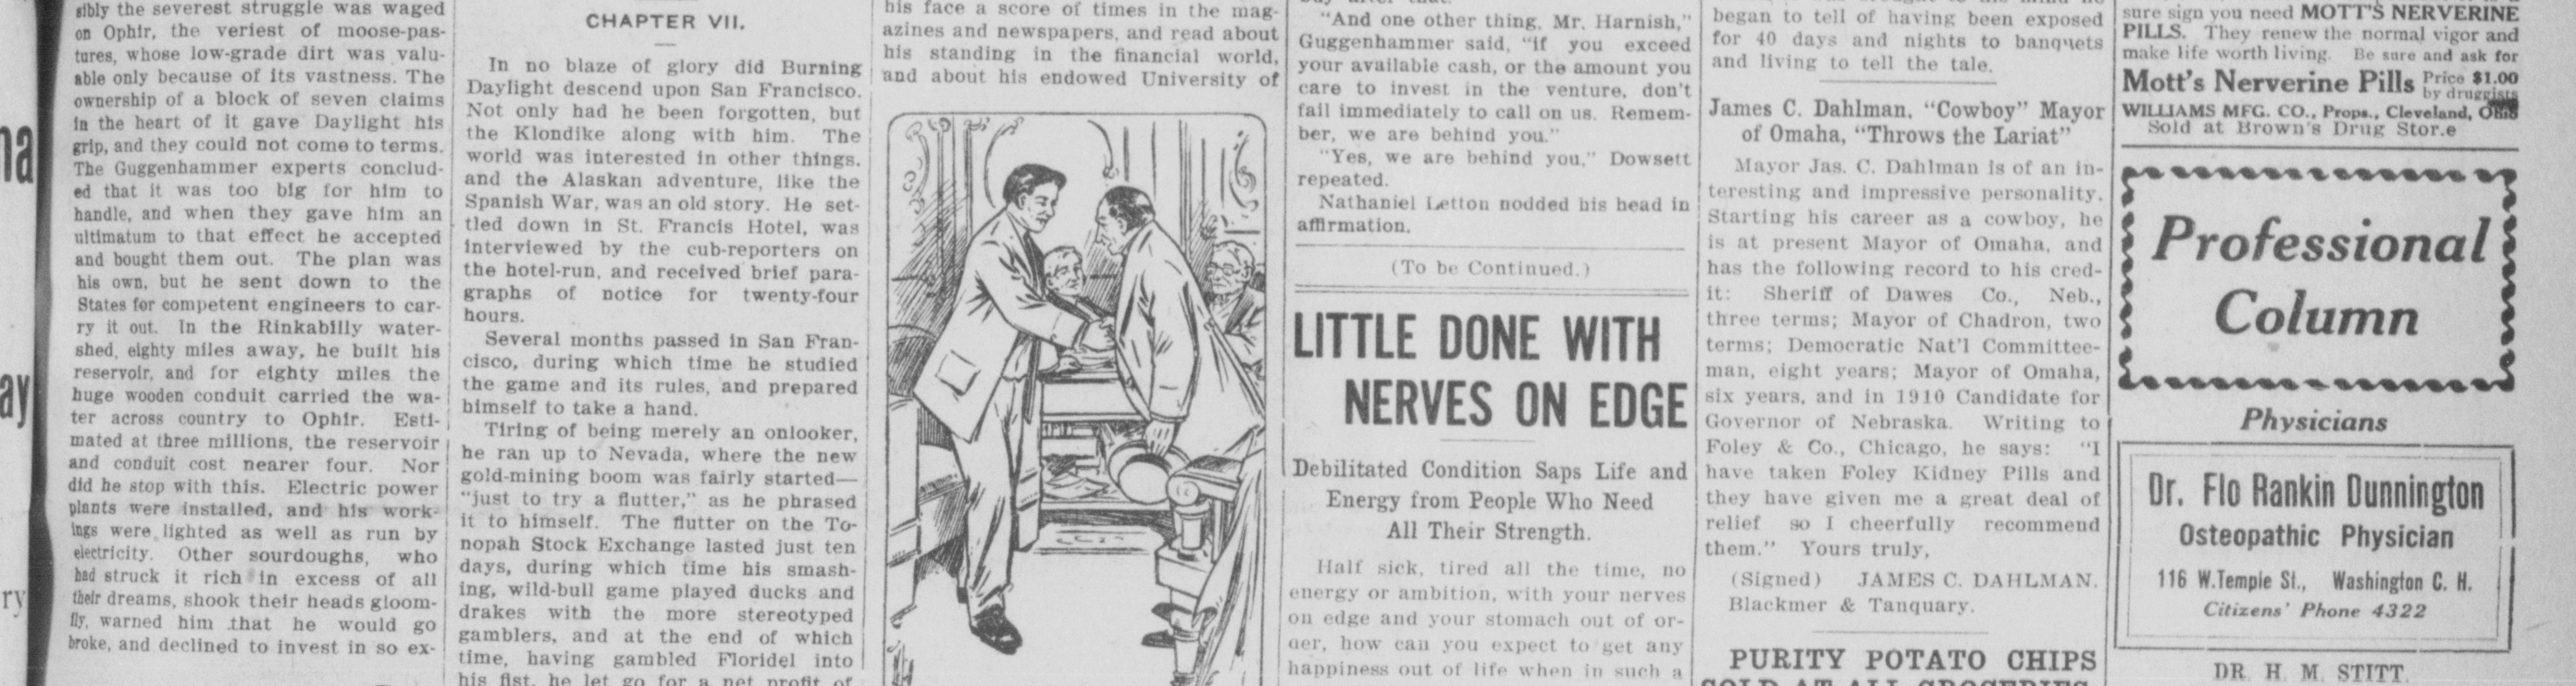 na
ay
ry
sibly the severest struggle was waged
on Ophir, the veriest of moose-pas-
tures, whose low-grade dirt was valu-
able only because of its vastness. The
ownership of a block of seven claims
in the heart of it gave Daylight his
grip, and they could not come to terms.
The Guggenhammer experts conclud-
ed that it was too big for him to
handle, and when they gave him an
ultimatum to that effect he accepted
and bought them out. The plan was
his own, but he sent down to the
States for competent engineers to car-
ry it out. In the Rinkabilly water-
shed, eighty miles away, he built his
reservoir, and for eighty miles the
huge wooden conduit carried the wa-
ter across country to Ophir. Esti-
mated at three millions, the reservoir
and conduit cost nearer four. Nor
did he stop with this. Electric power
plants were installed, and his work-
ings were lighted as well as run by
electricity. Other sourdoughs, who
had struck it rich in excess of all
their dreams, shook their heads gloom-
ily, warned him that he would go
broke, and declined to invest in so ex-
CHAPTER VII.
In no blaze of glory did Burning
Daylight descend upon San Francisco.
Not only had he been forgotten, but
the Klondike along with him. The
world was interested in other things,
and the Alaskan adventure, like the
Spanish War, was an old story. He set-
tled down in St. Francis Hotel, was
interviewed by the cub-reporters on
the hotel-run, and received brief para-
graphs of notice for twenty-four
hours.
Several months passed in San Fran-
cisco, during which time he studied
the game and its rules, and prepared
himself to take a hand.
Tiring of being merely an onlooker,
he ran up to Nevada, where the new
gold-mining boom was fairly started—
"just to try a flutter," as he phrased
it to himself. The flutter on the To-
nopah Stock Exchange lasted just ten
days, during which time his smash-
ing, wild-bull game played ducks and
drakes with the more stereotyped
gamblers, and at the end of which
time, having gambled Floridel into
his fist, he let go for a net profit of
his face a score of times in the mag-
azines and newspapers, and read about
his standing in the financial world,
and about his endowed University of
"And one other thing, Mr. Harnish,"
Guggenhammer said, "if you exceed
your available cash, or the amount you
care to invest in the venture, don't
fail immediately to call on us. Remem-
ber, we are behind you."
"Yes, we are behind you," Dowsett
repeated.
Nathaniel Letton nodded his head in
affirmation.
(To be Continued.)
LITTLE DONE WITH
NERVES ON EDGE
Debilitated Condition Saps Life and
Energy from People Who Need
All Their Strength.
Half sick, tired all the time, no
energy or ambition, with your nerves
on edge and your stomach out of or-
der, how can you expect to get any
happiness out of life when in such a
began to tell of having been exposed
for 40 days and nights to banquets
and living to tell the tale.
James C. Dahlman, "Cowboy" Mayor
of Omaha, "Throws the Lariat"
Mayor Jas. C. Dahlman is of an in-
teresting and impressive personality.
Starting his career as a cowboy, he
is at present Mayor of Omaha, and
has the following record to his cred-
it: Sheriff of Dawes Co., Neb.,
three terms; Mayor of Chadron, two
terms; Democratic Nat'l Committee-
man, eight years; Mayor of Omaha,
six years, and in 1910 Candidate for
Governor of Nebraska. Writing to
Foley & Co., Chicago, he says: "I
have taken Foley Kidney Pills and
they have given me a great deal of
relief so I cheerfully recommend
them." Yours truly,
(Signed) JAMES C. DAHLMAN.
Blackmer & Tanquary.
PURITY POTATO CHIPS
SOLD AT ALL GROCERIES
sure sign you need MOTT'S NERVERINE
PILLS. They renew the normal vigor and
make life worth living. Be sure and ask for
Mott's Nerverine Pills Price $1.00
by druggists
WILLIAMS MFG. CO., Props., Cleveland, Ohio
Sold at Brown's Drug Stor.e
Professional
Column
Physicians
Dr. Flo Rankin Dunnington
Osteopathic Physician
116 W.Temple St., Washington C. H.
Citizens' Phone 4322
DR. H. M. STITT.